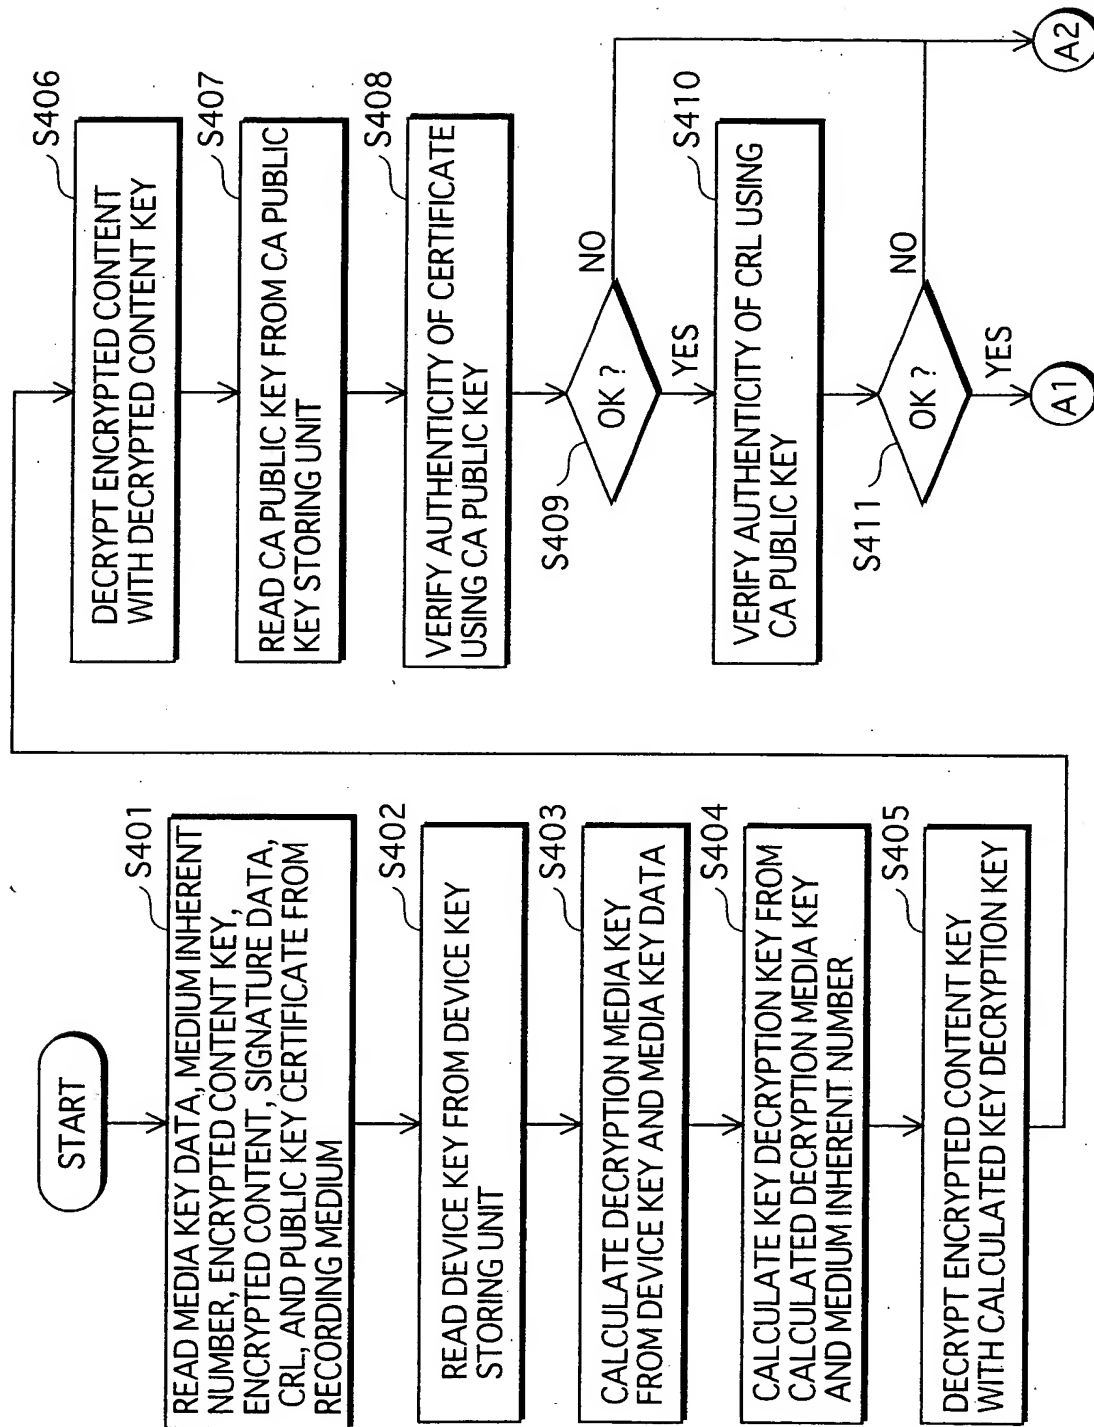 START
S401
READ MEDIA KEY DATA, MEDIUM INHERENT
NUMBER, ENCRYPTED CONTENT KEY,
ENCRYPTED CONTENT, SIGNATURE DATA,
CRL, AND PUBLIC KEY CERTIFICATE FROM
RECORDING MEDIUM
S402
READ DEVICE KEY FROM DEVICE KEY
STORING UNIT
S403
CALCULATE DECRYPTION MEDIA KEY
FROM DEVICE KEY AND MEDIA KEY DATA
S404
CALCULATE KEY DECRYPTION KEY FROM
CALCULATED DECRYPTION MEDIA KEY
AND MEDIUM INHERENT NUMBER
S405
DECRYPT ENCRYPTED CONTENT KEY
WITH CALCULATED KEY DECRYPTION KEY
S406
DECRYPT ENCRYPTED CONTENT
WITH DECRYPTED CONTENT KEY
S407
READ CA PUBLIC KEY FROM CA PUBLIC
KEY STORING UNIT
S408
VERIFY AUTHENTICITY OF CERTIFICATE
USING CA PUBLIC KEY
S409
OK ?
NO
YES
S410
VERIFY AUTHENTICITY OF CRL USING
CA PUBLIC KEY
S411
OK ?
NO
YES
A1
A2